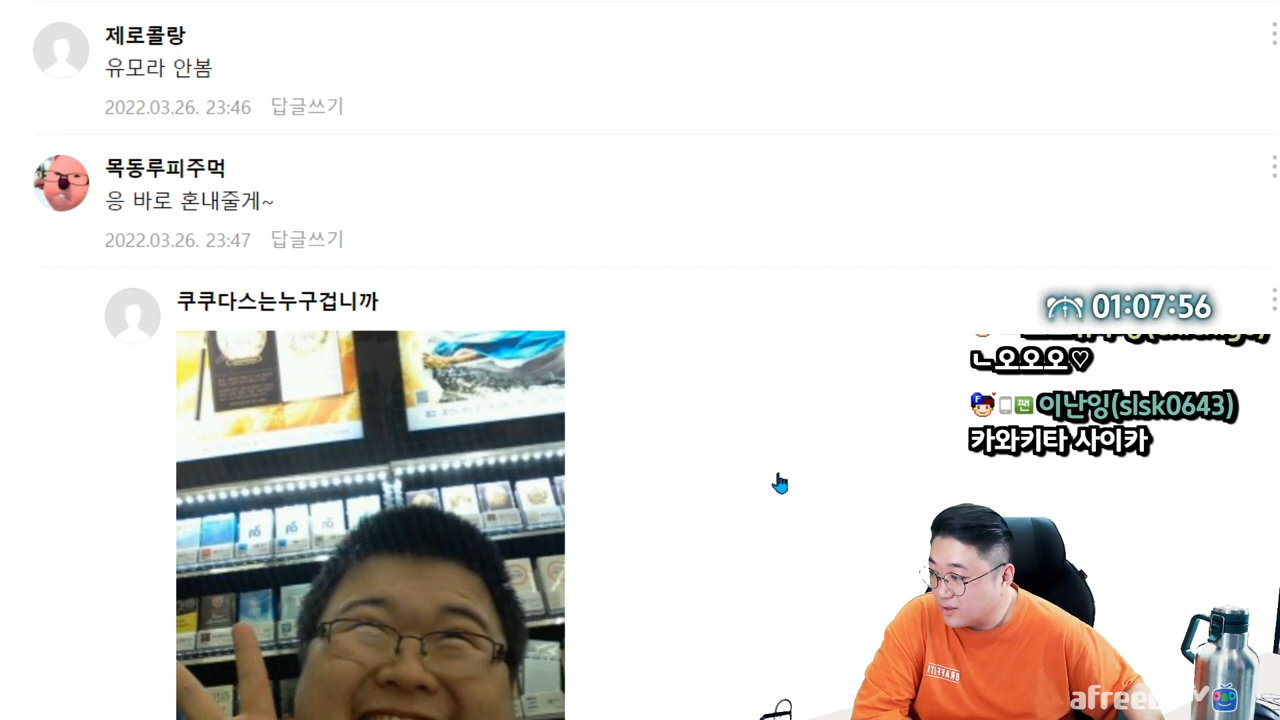 제로콜랑
유모라 안봄
2022.03.26. 23:46 답글쓰기
목동루피주먹
응 바로 혼내줄게~
2022.03.26. 23:47 답글쓰기
쿠쿠다스는누구겁니까
01:07:56
ㄴ오오오♡
F 팬 이난잉(slsk0643)
카와키타 사이카